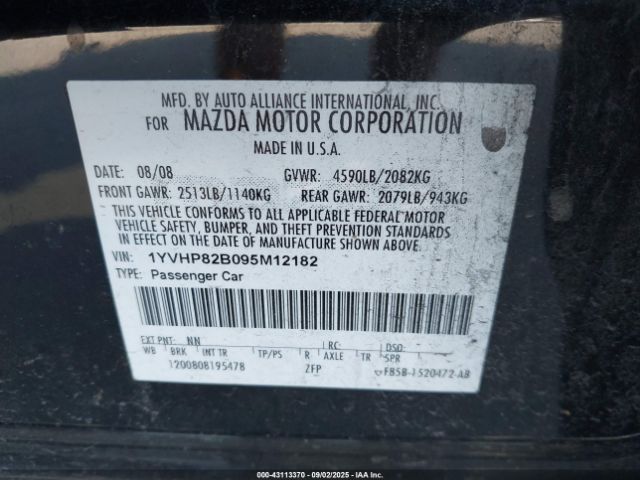 MFD. BY AUTO ALLIANCE INTERNATIONAL, INC.
FOR MAZDA MOTOR CORPORATION
MADE IN U.S.A.
DATE: 08/08 GVWR: 4590LB/2082KG
FRONT GAWR: 2513LB/1140KG REAR GAWR: 2079LB/943KG
THIS VEHICLE CONFORMS TO ALL APPLICABLE FEDERAL MOTOR
VEHICLE SAFETY, BUMPER, AND THEFT PREVENTION STANDARDS
IN EFFECT ON THE DATE OF MANUFACTURE SHOWN ABOVE.
VIN: 1YVHP82B095M12182
TYPE: Passenger Car
EXT PNT: NN RC: DSO:
WB BRK INT TR TP/PS R AXLE TR SPR
1200808195478 ZFP F85B-1520472-AB
000-43113370 - 09/02/2025 - IAAI.COM